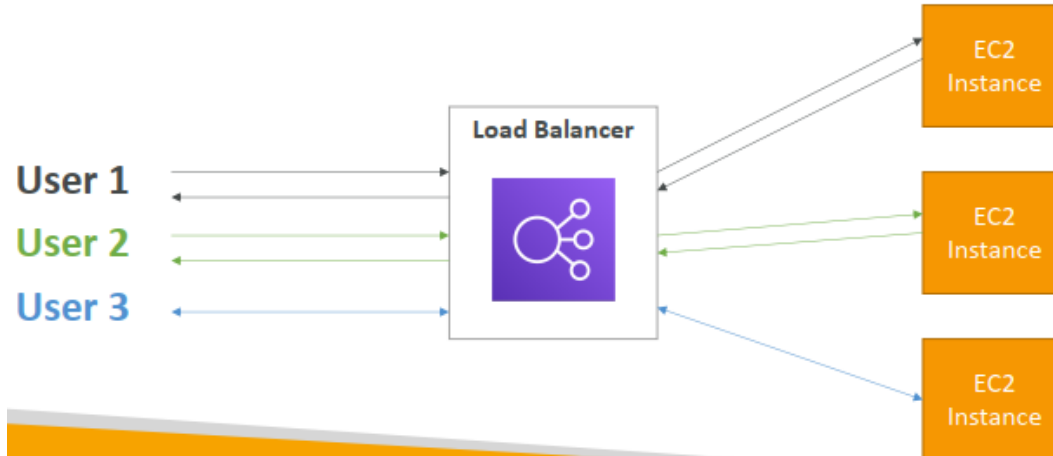 EC2
Instance
Load Balancer
User 1
EC2
Instance
User 2
User 3
EC2
Instance